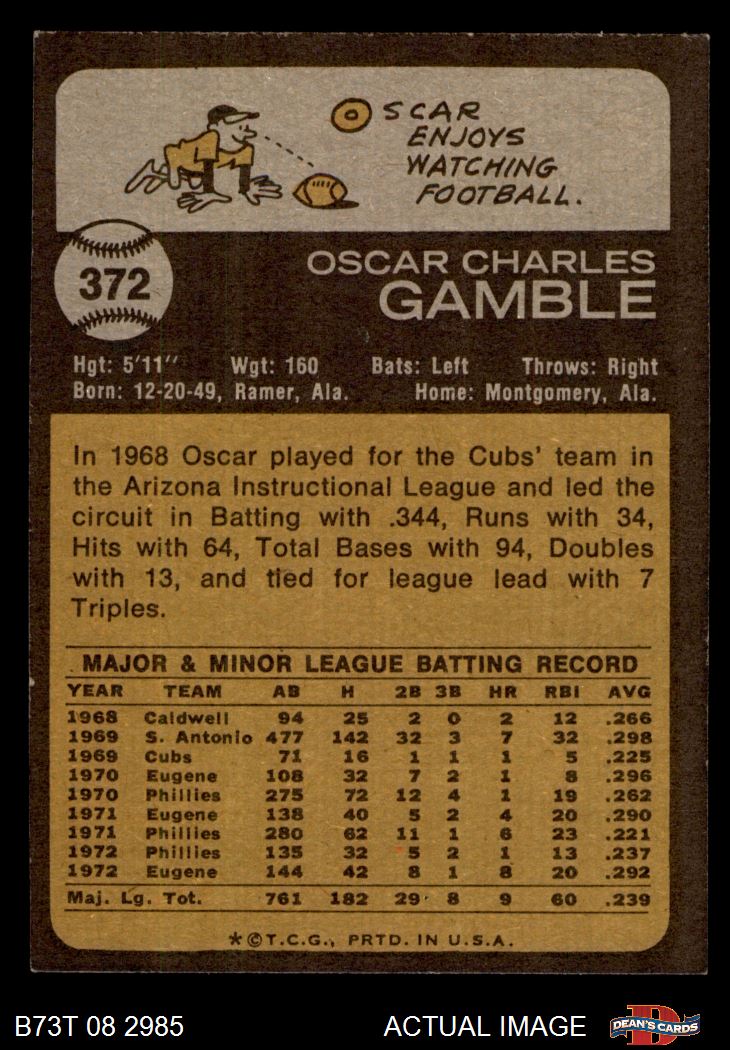 OSCAR
ENJOYS
WATCHING
FOOTBALL.
372
OSCAR CHARLES
GAMBLE
Hgt: 5'11" Wgt: 160 Bats: Left Throws: Right
Born: 12-20-49, Ramer, Ala. Home: Montgomery, Ala.
In 1968 Oscar played for the Cubs' team in
the Arizona Instructional League and led the
circuit in Batting with .344, Runs with 34,
Hits with 64, Total Bases with 94, Doubles
with 13, and tied for league lead with 7
Triples.
MAJOR & MINOR LEAGUE BATTING RECORD
YEAR TEAM AB H 2B 3B HR RBI AVG
1968 Caldwell 94 25 2 0 2 12 .266
1969 S. Antonio 477 142 32 3 7 32 .298
1969 Cubs 71 16 1 1 1 5 .225
1970 Eugene 108 32 7 2 1 8 .296
1970 Phillies 275 72 12 4 1 19 .262
1971 Eugene 138 40 5 2 4 20 .290
1971 Phillies 280 62 11 1 6 23 .221
1972 Phillies 135 32 5 2 1 13 .237
1972 Eugene 144 42 8 1 8 20 .292
Maj. Lg. Tot. 761 182 29 8 9 60 .239
*©T.C.G., PRTD. IN U.S.A.
B73T 08 2985 ACTUAL IMAGE
D
DEAN'S CARDS